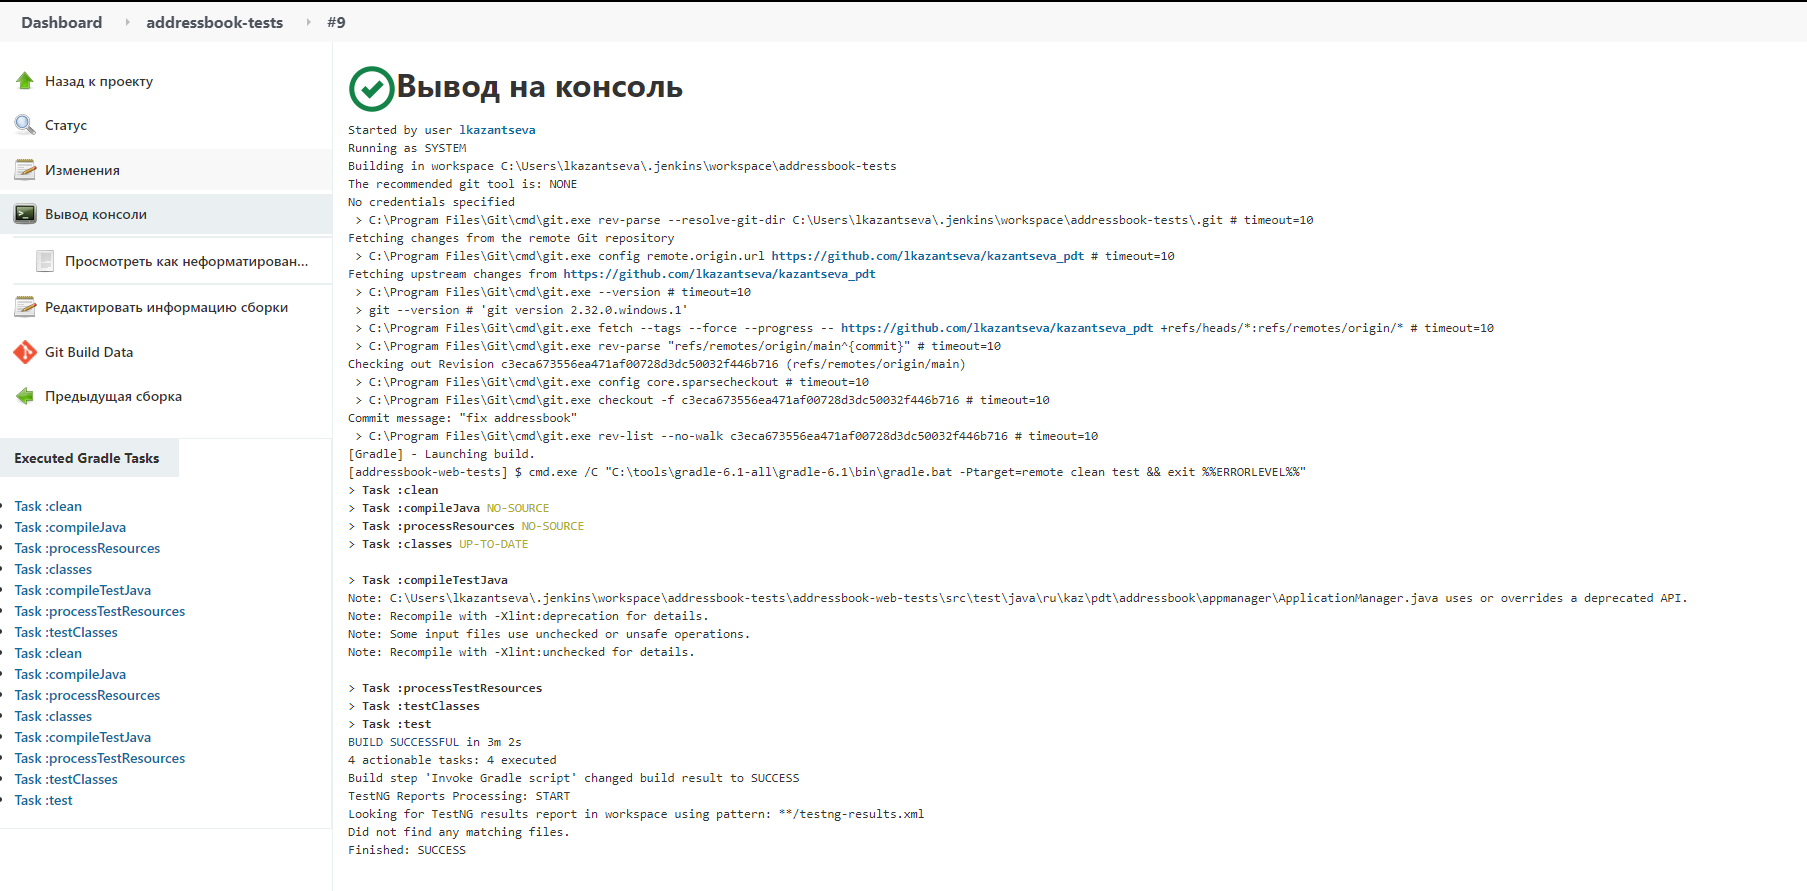 Dashboard
addressbook-tests
#9
Назад к проекту
Статус
Изменения
Вывод консоли
Просмотреть как неформатирован...
Редактировать информацию сборки
Git Build Data
Предыдущая сборка
Executed Gradle Tasks
Task :clean
Task :compileJava
Task :processResources
Task :classes
Task :compileTestJava
Task :processTestResources
Task :testClasses
Task :clean
Task :compileJava
Task :processResources
Task :classes
Task :compileTestJava
Task :processTestResources
Task :testClasses
Task :test
Вывод на консоль
Started by user lkazantseva
Running as SYSTEM
Building in workspace C:\Users\lkazantseva\.jenkins\workspace\addressbook-tests
The recommended git tool is: NONE
No credentials specified
 > C:\Program Files\Git\cmd\git.exe rev-parse --resolve-git-dir C:\Users\lkazantseva\.jenkins\workspace\addressbook-tests\.git # timeout=10
Fetching changes from the remote Git repository
 > C:\Program Files\Git\cmd\git.exe config remote.origin.url https://github.com/lkazantseva/kazantseva_pdt # timeout=10
Fetching upstream changes from https://github.com/lkazantseva/kazantseva_pdt
 > C:\Program Files\Git\cmd\git.exe --version # timeout=10
 > git --version # 'git version 2.32.0.windows.1'
 > C:\Program Files\Git\cmd\git.exe fetch --tags --force --progress -- https://github.com/lkazantseva/kazantseva_pdt +refs/heads/*:refs/remotes/origin/* # timeout=10
 > C:\Program Files\Git\cmd\git.exe rev-parse "refs/remotes/origin/main^{commit}" # timeout=10
Checking out Revision c3eca673556ea471af00728d3dc50032f446b716 (refs/remotes/origin/main)
 > C:\Program Files\Git\cmd\git.exe config core.sparsecheckout # timeout=10
 > C:\Program Files\Git\cmd\git.exe checkout -f c3eca673556ea471af00728d3dc50032f446b716 # timeout=10
Commit message: "fix addressbook"
 > C:\Program Files\Git\cmd\git.exe rev-list --no-walk c3eca673556ea471af00728d3dc50032f446b716 # timeout=10
[Gradle] - Launching build.
[addressbook-web-tests] $ cmd.exe /C "C:\tools\gradle-6.1-all\gradle-6.1\bin\gradle.bat -Ptarget=remote clean test && exit %%ERRORLEVEL%%"
> Task :clean
> Task :compileJava NO-SOURCE
> Task :processResources NO-SOURCE
> Task :classes UP-TO-DATE
> Task :compileTestJava
Note: C:\Users\lkazantseva\.jenkins\workspace\addressbook-tests\addressbook-web-tests\src\test\java\ru\kaz\pdt\addressbook\appmanager\ApplicationManager.java uses or overrides a deprecated API.
Note: Recompile with -Xlint:deprecation for details.
Note: Some input files use unchecked or unsafe operations.
Note: Recompile with -Xlint:unchecked for details.
> Task :processTestResources
> Task :testClasses
> Task :test
BUILD SUCCESSFUL in 3m 2s
4 actionable tasks: 4 executed
Build step 'Invoke Gradle script' changed build result to SUCCESS
TestNG Reports Processing: START
Looking for TestNG results report in workspace using pattern: **/testng-results.xml
Did not find any matching files.
Finished: SUCCESS